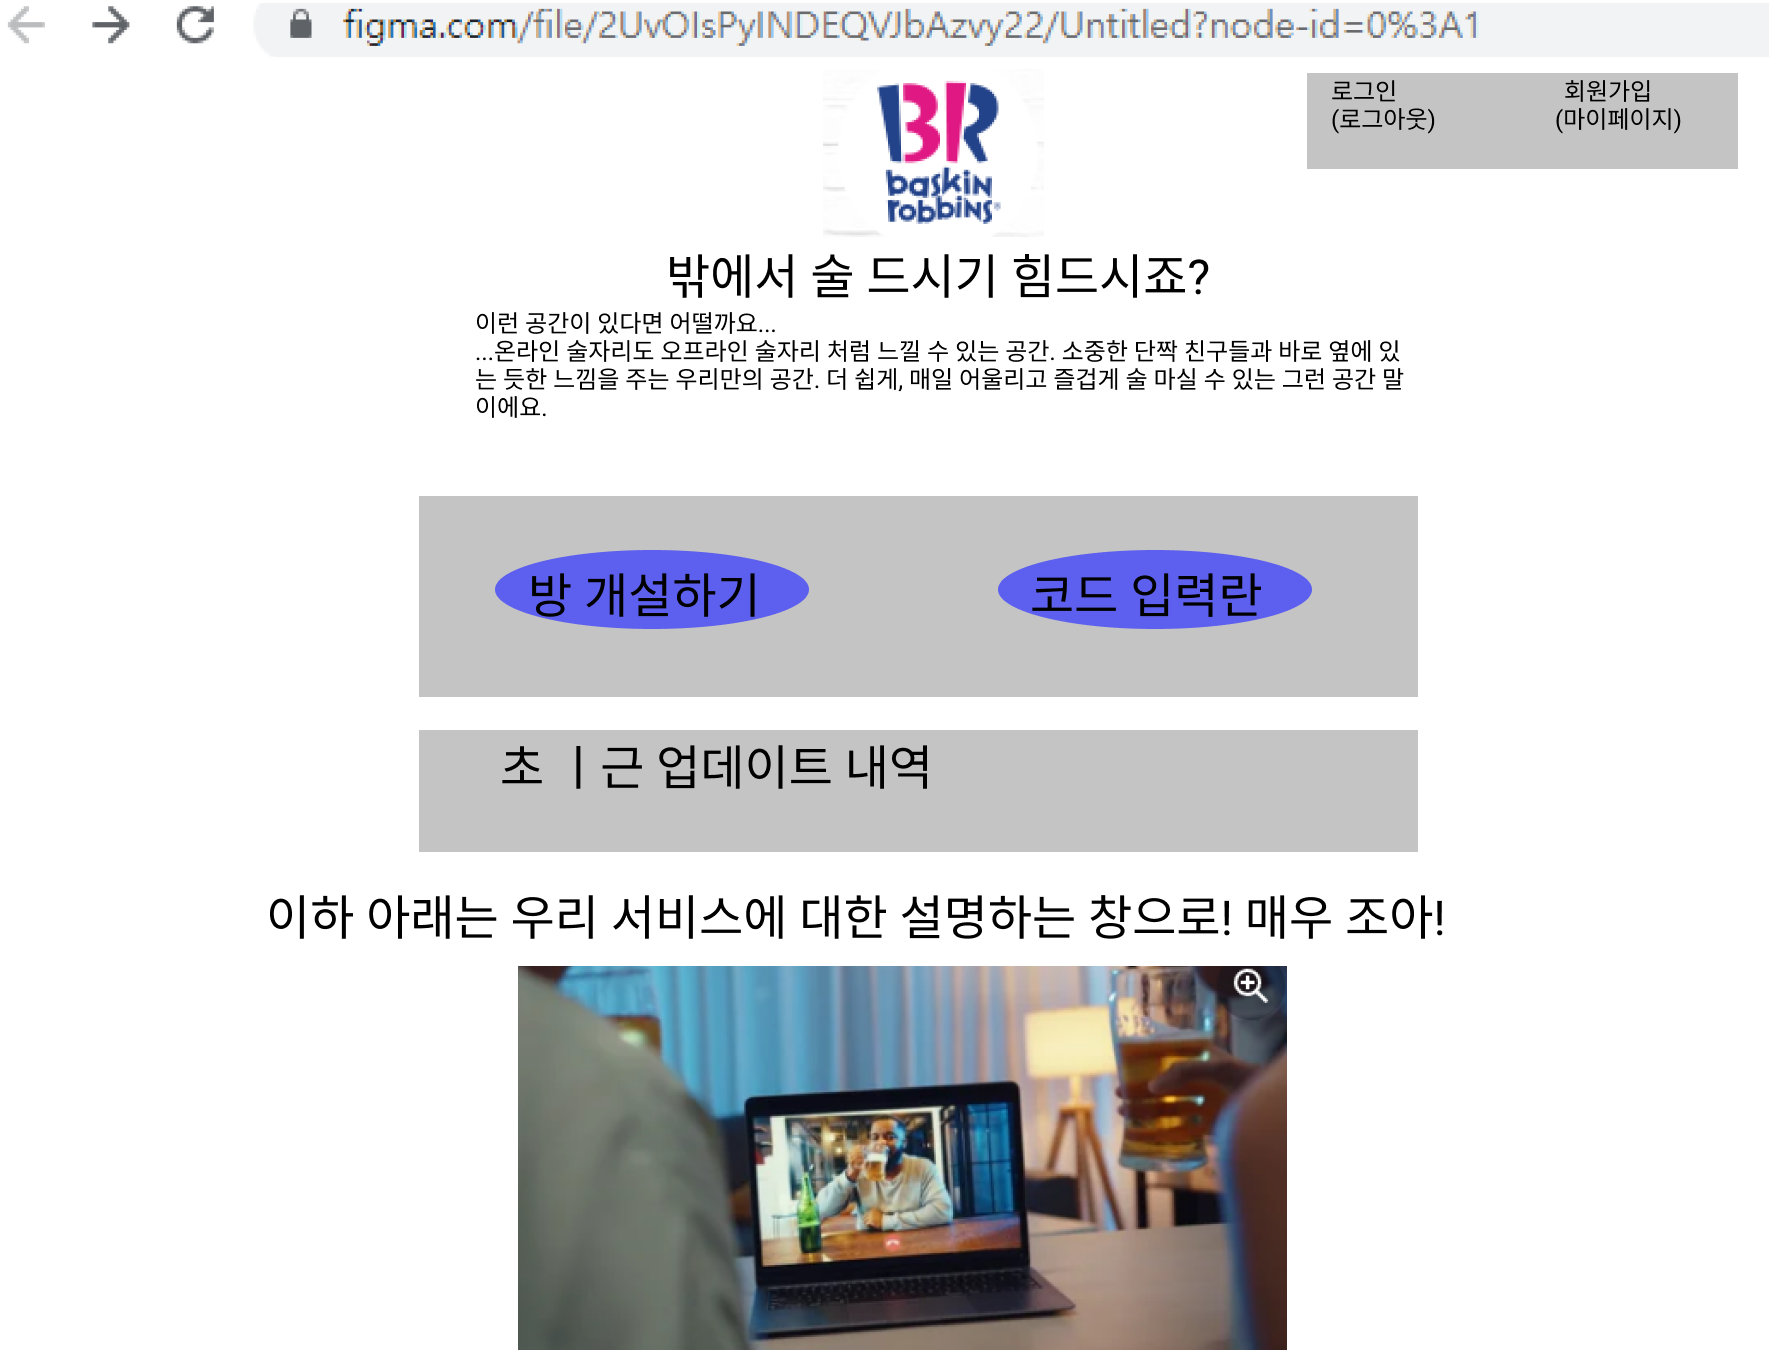 figma.com/file/2UvOIsPyINDEQVJbAzvy22/Untitled?node-id=0%3A1
BR
baskin
robbins®
로그인 회원가입
(로그아웃) (마이페이지)
밖에서 술 드시기 힘드시죠?
이런 공간이 있다면 어떨까요...
...온라인 술자리도 오프라인 술자리 처럼 느낄 수 있는 공간. 소중한 단짝 친구들과 바로 옆에 있
는 듯한 느낌을 주는 우리만의 공간. 더 쉽게, 매일 어울리고 즐겁게 술 마실 수 있는 그런 공간 말
이에요.
방 개설하기 코드 입력란
초 ㅣ근 업데이트 내역
이하 아래는 우리 서비스에 대한 설명하는 창으로! 매우 조아!